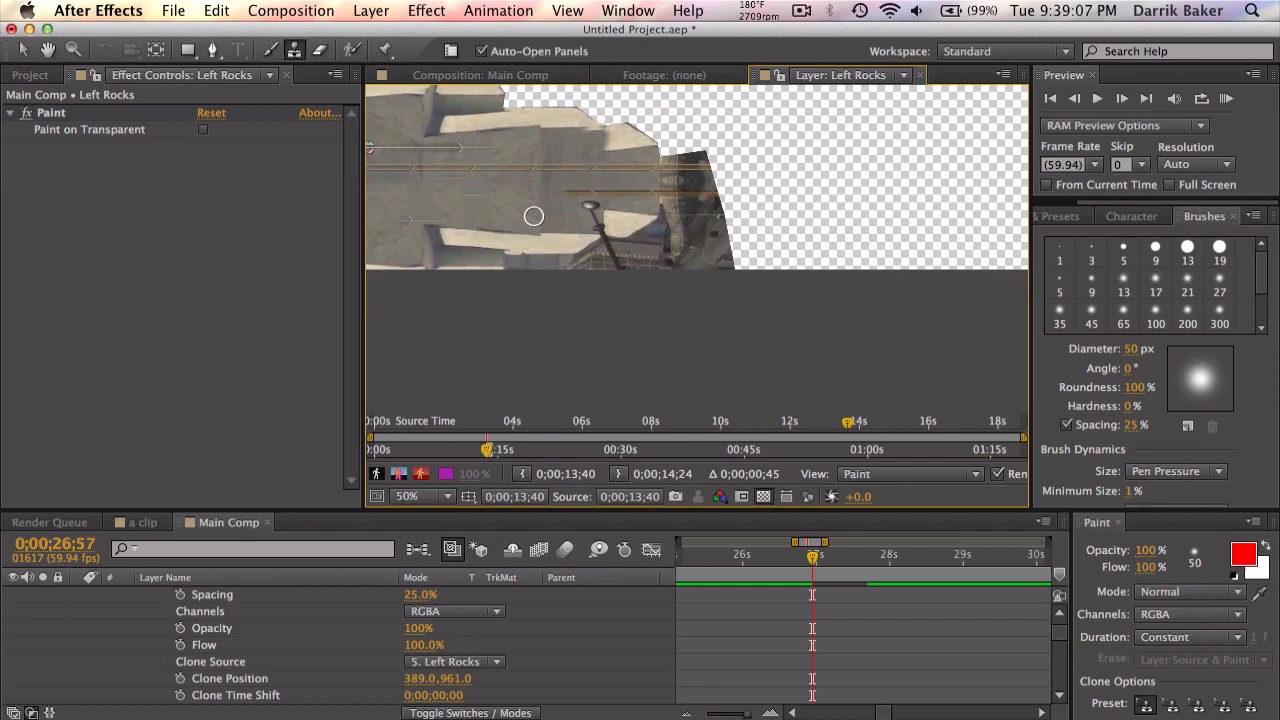 After Effects File Edit Composition Layer Effect Animation View Window Help 180°F 2709rpm (99%) Tue 9:39:07 AM Darrik Baker
Untitled Project.aep *
Auto-Open Panels Workspace: Standard Search Help
Project Effect Controls: Left Rocks Composition: Main Comp Footage: (none) Layer: Left Rocks Preview
Main Comp • Left Rocks
fx Paint Reset About...
Paint on Transparent
RAM Preview Options
Frame Rate Skip Resolution
(59.94) 0 Auto
From Current Time Full Screen
Presets Character Brushes
1 3 5 9 13 19
5 9 13 17 21 27
35 45 65 100 200 300
Diameter: 50 px
Angle: 0 °
Roundness: 100 %
Hardness: 0 %
Spacing: 25 %
Brush Dynamics
Size: Pen Pressure
Minimum Size: 1 %
:00s Source Time 04s 06s 08s 10s 12s 14s 16s 18s
:00s :15s 00:30s 00:45s 01:00s 01:15s
100 % 0;00;13;40 0;00;14;24 Δ 0;00;00;45 View: Paint Ren
50% 0;00;13;40 Source: 0;00;13;40 +0.0
Render Queue a clip Main Comp
0;00;26;57
01617 (59.94 fps)
# Layer Name Mode T TrkMat Parent
26s 27s 28s 29s 30s
Spacing 25.0%
Channels RGBA
Opacity 100%
Flow 100.0%
Clone Source 5. Left Rocks
Clone Position 389.0,961.0
Clone Time Shift 0;00;00;00
Toggle Switches / Modes
Paint
Opacity: 100 %
Flow: 100 % 50
Mode: Normal
Channels: RGBA
Duration: Constant 1 f
Erase: Layer Source & Paint
Clone Options
Preset: